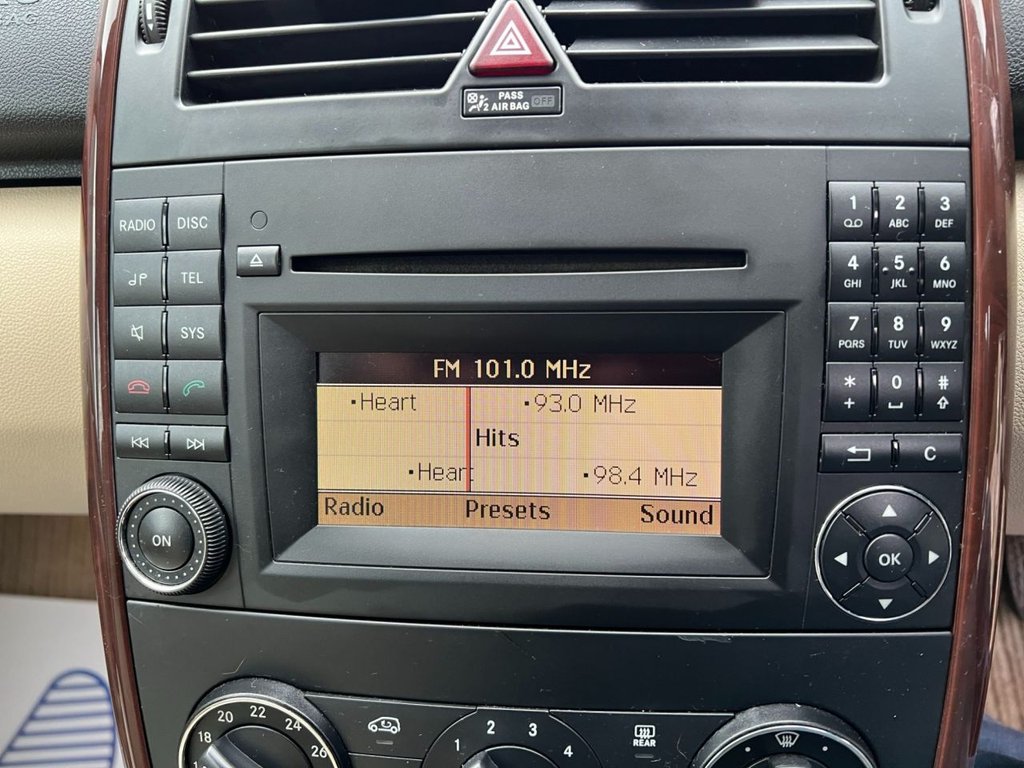 PASS
2 AIR BAG OFF
RADIO DISC
TEL
SYS
ON
FM 101.0 MHz
·Heart ·93.0 MHz
Hits
·Heart ·98.4 MHz
Radio Presets Sound
1 2 3
ABC DEF
4 5 6
GHI JKL MNO
7 8 9
PQRS TUV WXYZ
* 0 #
+
C
OK
18 20 22 24 26
1 2 3 4
REAR